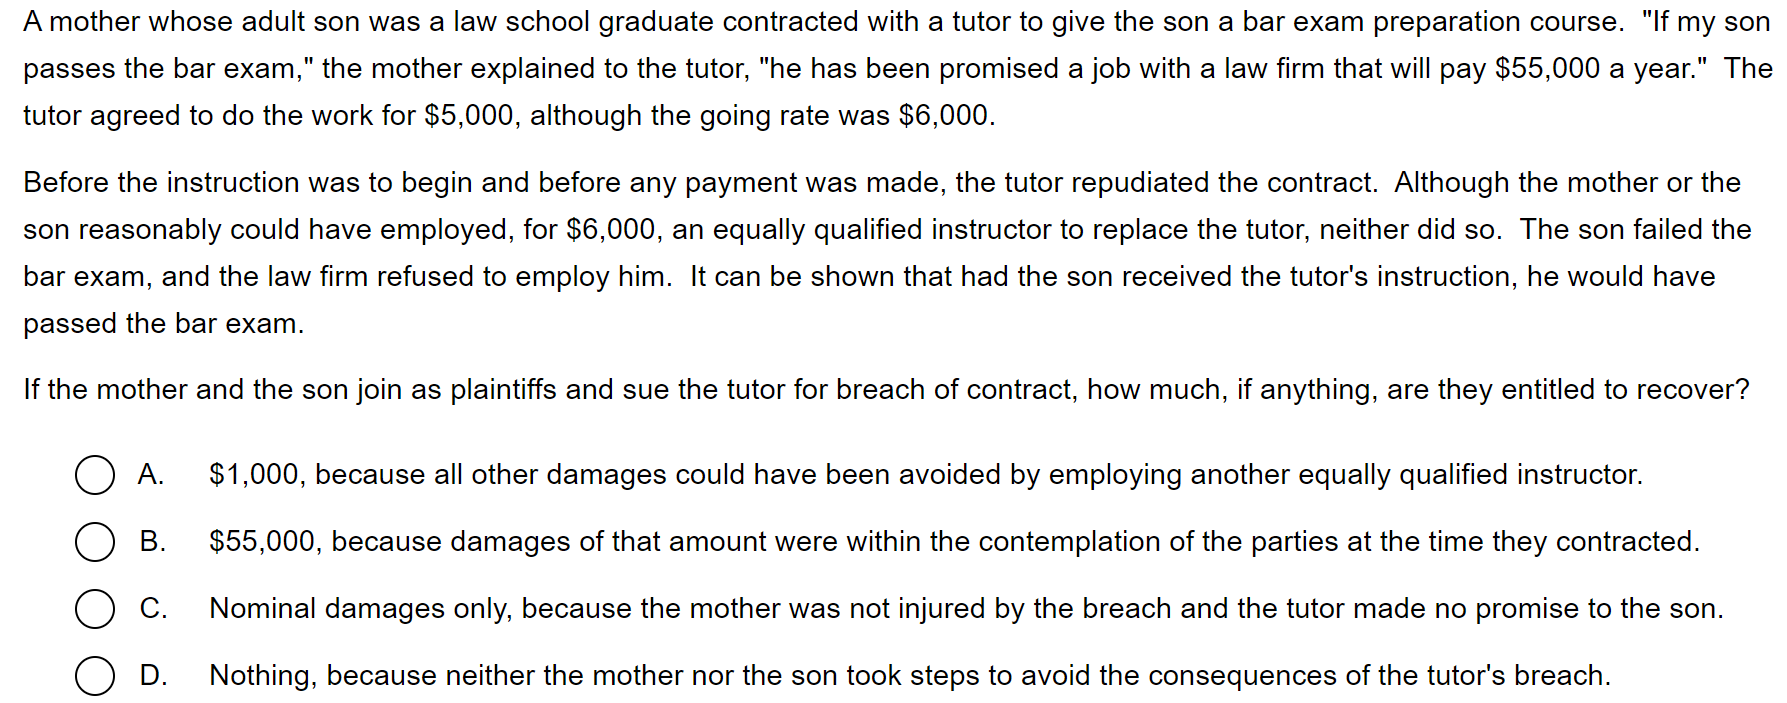 A mother whose adult son was a law school graduate contracted with a tutor to give the son a bar exam preparation course.  "If my son
passes the bar exam," the mother explained to the tutor, "he has been promised a job with a law firm that will pay $55,000 a year."  The
tutor agreed to do the work for $5,000, although the going rate was $6,000.
Before the instruction was to begin and before any payment was made, the tutor repudiated the contract.  Although the mother or the
son reasonably could have employed, for $6,000, an equally qualified instructor to replace the tutor, neither did so.  The son failed the
bar exam, and the law firm refused to employ him.  It can be shown that had the son received the tutor's instruction, he would have
passed the bar exam.
If the mother and the son join as plaintiffs and sue the tutor for breach of contract, how much, if anything, are they entitled to recover?
A. $1,000, because all other damages could have been avoided by employing another equally qualified instructor.
B. $55,000, because damages of that amount were within the contemplation of the parties at the time they contracted.
C. Nominal damages only, because the mother was not injured by the breach and the tutor made no promise to the son.
D. Nothing, because neither the mother nor the son took steps to avoid the consequences of the tutor's breach.